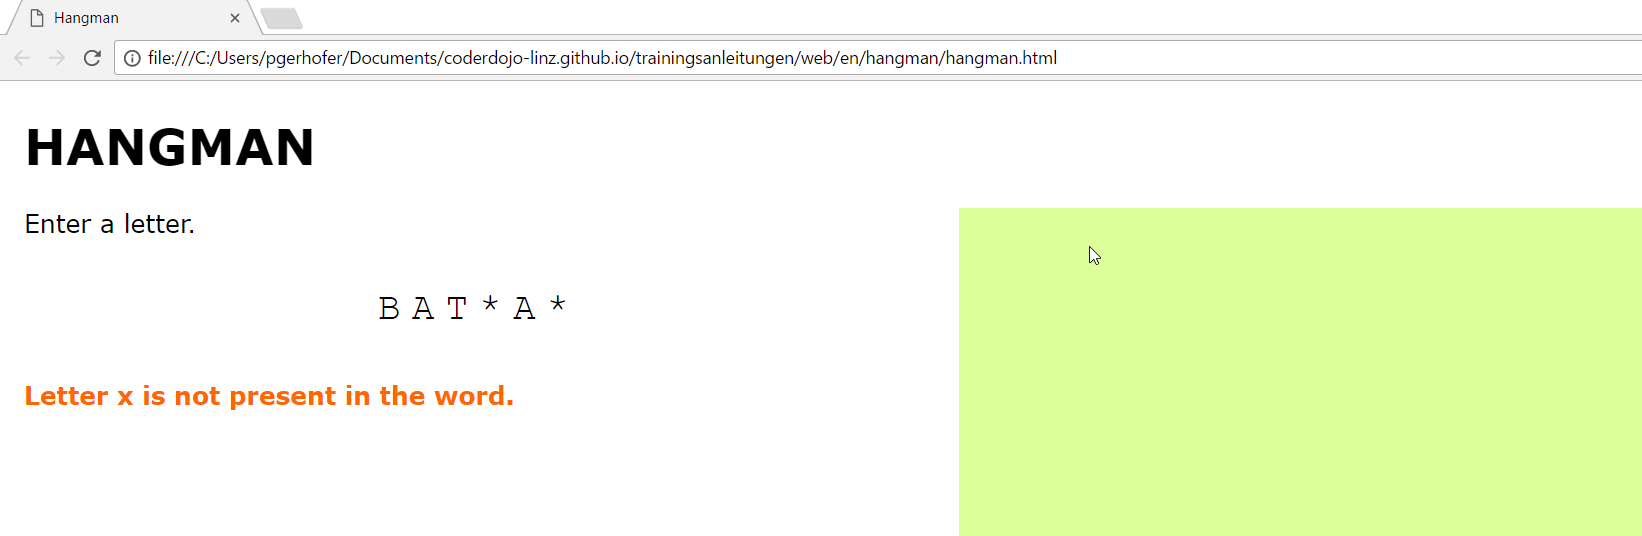 Hangman
file:///C:/Users/pgerhofer/Documents/coderdojo-linz.github.io/trainingsanleitungen/web/en/hangman/hangman.html
HANGMAN
Enter a letter.
B A T * A *
Letter x is not present in the word.